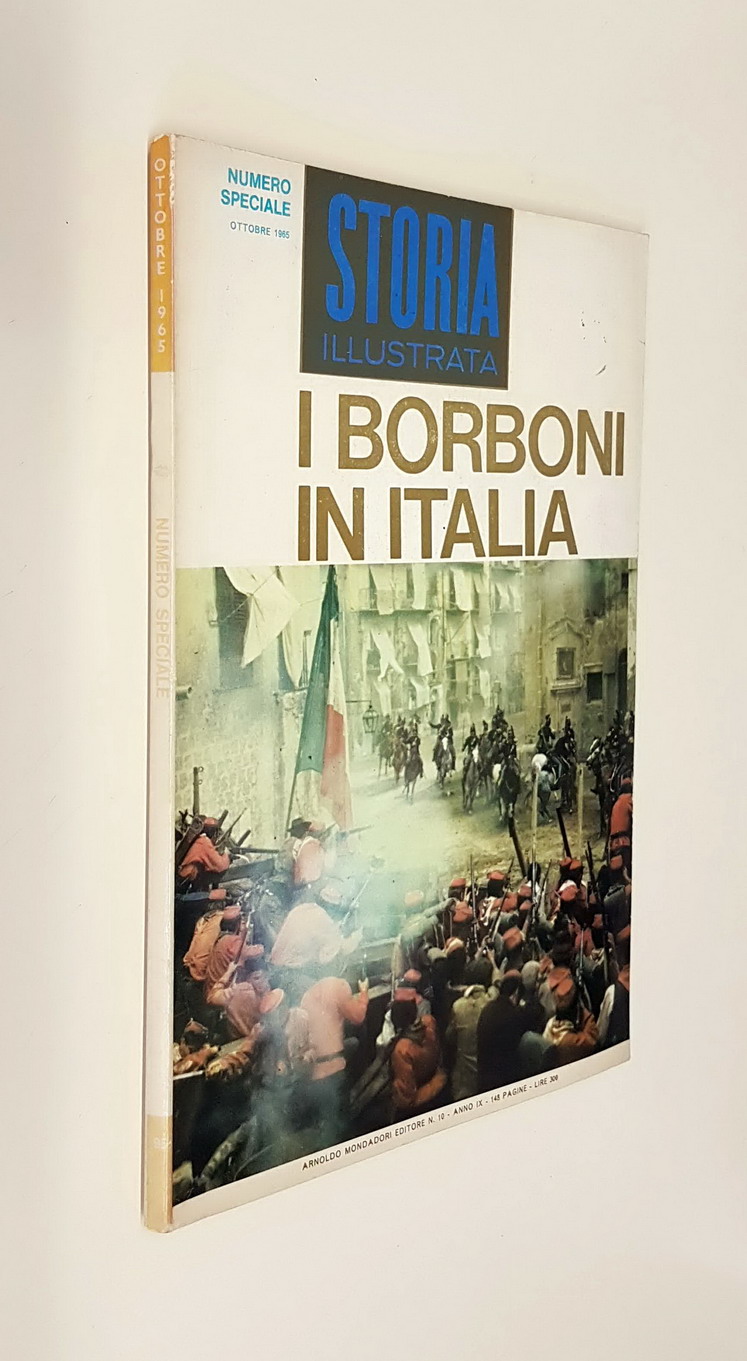 OTTOBRE 1965
NUMERO SPECIALE
NUMERO
SPECIALE
OTTOBRE 1965
STORIA
ILLUSTRATA
I BORBONI
IN ITALIA
ARNOLDO MONDADORI EDITORE N. 10 - ANNO IX - 148 PAGINE - LIRE 300